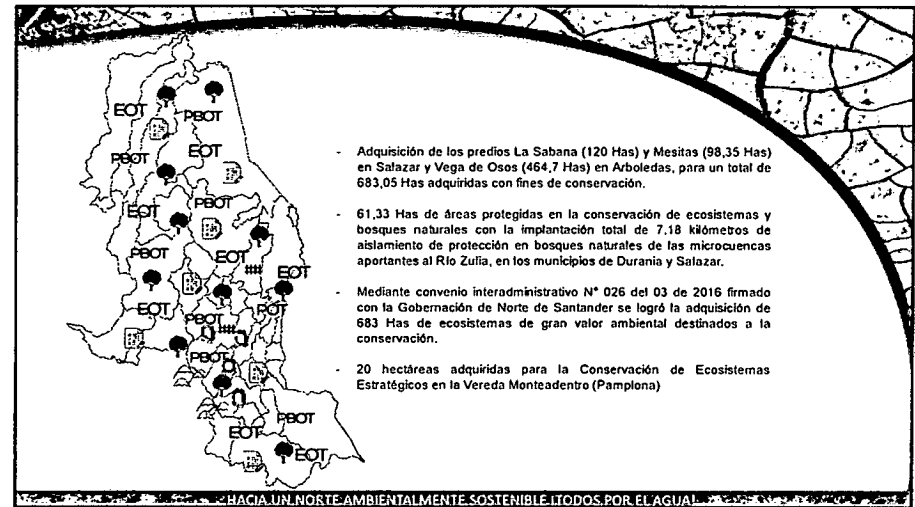 EOT
PBOT
PBOT
EOT
PBOT
EOT
PBOT
EOT
EOT
EOT
POT
PBOT
PBOT
PBOT
EOT
EOT
- Adquisición de los predios La Sabana (120 Has) y Mesitas (98,35 Has)
en Salazar y Vega de Osos (464,7 Has) en Arboledas, para un total de
683,05 Has adquiridas con fines de conservación.
- 61,33 Has de áreas protegidas en la conservación de ecosistemas y
bosques naturales con la implantación total de 7,18 kilómetros de
aislamiento de protección en bosques naturales de las microcuencas
aportantes al Río Zulia, en los municipios de Durania y Salazar.
- Mediante convenio interadministrativo N° 026 del 03 de 2016 firmado
con la Gobernación de Norte de Santander se logró la adquisición de
683 Has de ecosistemas de gran valor ambiental destinados a la
conservación.
- 20 hectáreas adquiridas para la Conservación de Ecosistemas
Estratégicos en la Vereda Monteadentro (Pamplona)
HACIA UN NORTE AMBIENTALMENTE SOSTENIBLE ¡TODOS POR EL AGUA!